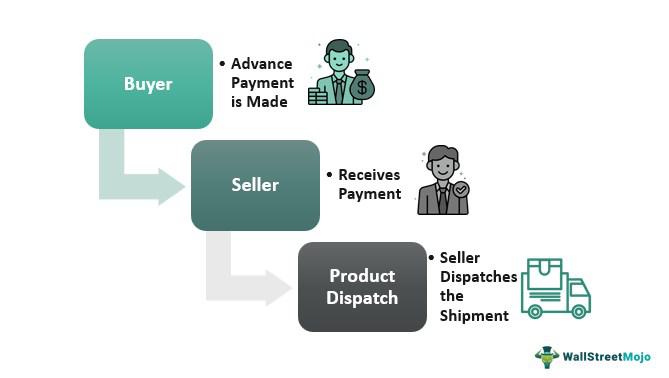 Buyer
• Advance
Payment
is Made
$
Seller
• Receives
Payment
Product
Dispatch
• Seller
Dispatches
the
Shipment
WallStreetMojo